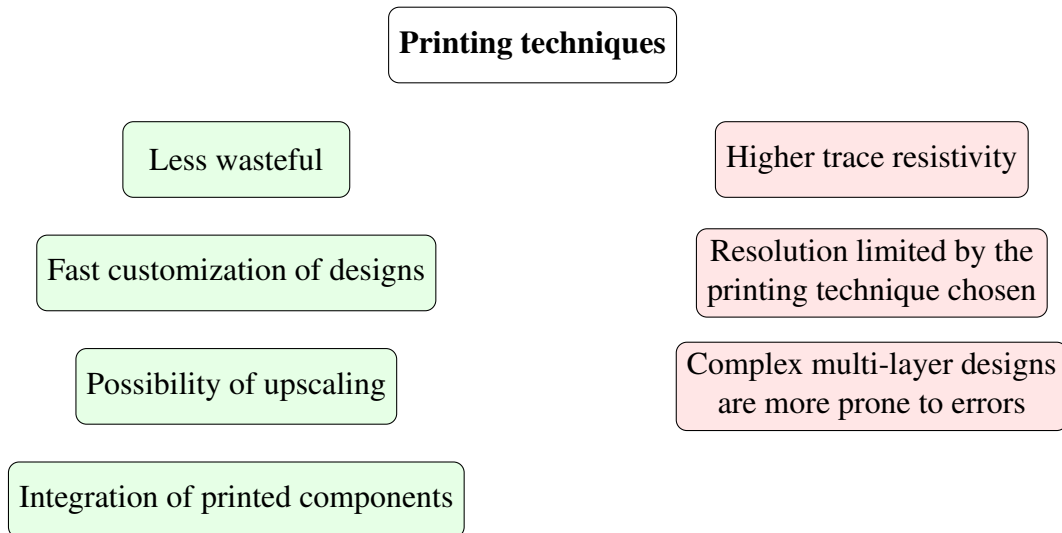 Printing techniques
Less wasteful
Higher trace resistivity
Fast customization of designs
Resolution limited by the
printing technique chosen
Possibility of upscaling
Complex multi-layer designs
are more prone to errors
Integration of printed components